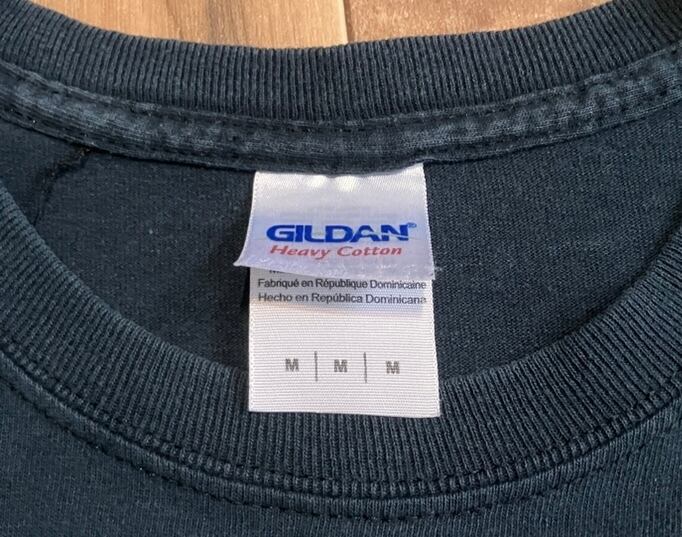 GILDAN®
Heavy Cotton
Fabriqué en République Dominicaine
Hecho en República Dominicana
M | M | M